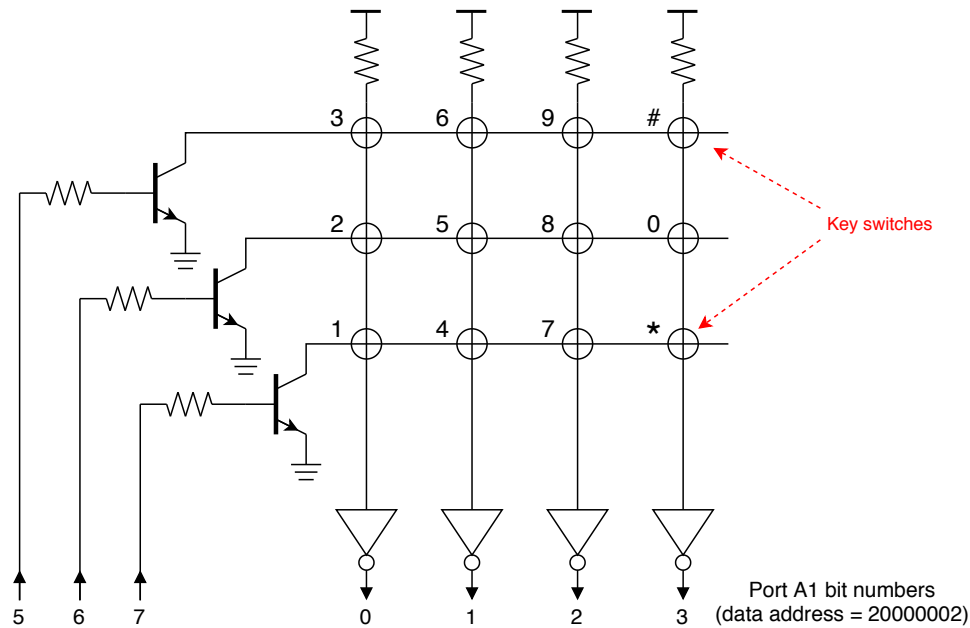 3 6 9 #
2 5 8 0
Key switches
1 4 7 *
5 6 7 0 1 2 3
Port A1 bit numbers
(data address = 20000002)